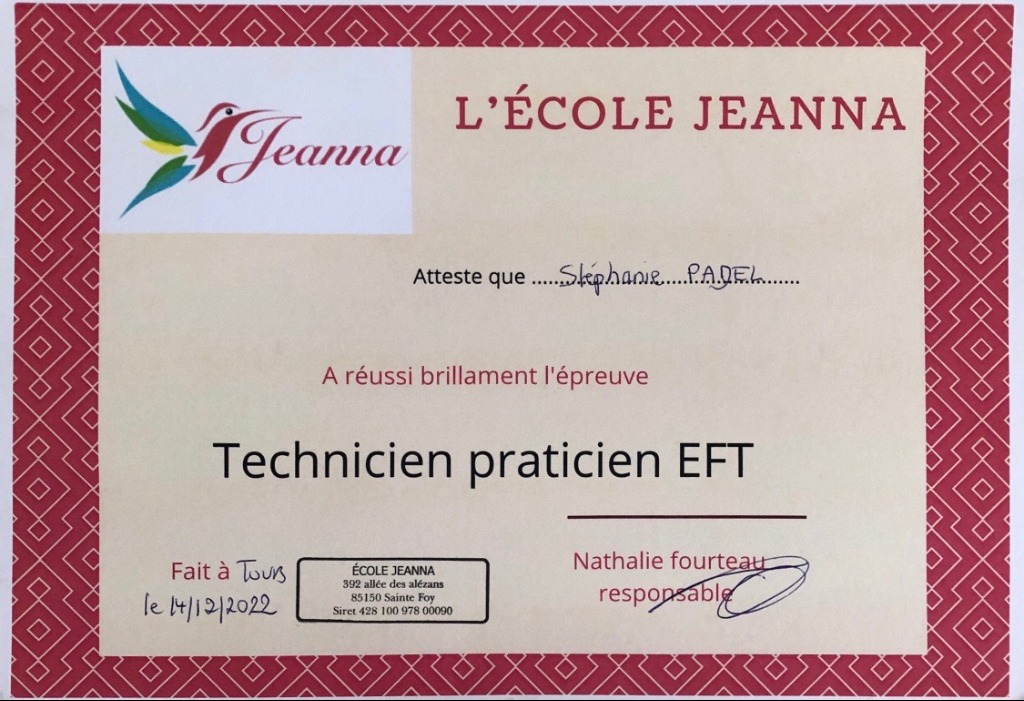 Jeanna
L'ÉCOLE JEANNA
Atteste que ......Stéphanie PADEL......
A réussi brillament l'épreuve
Technicien praticien EFT
Fait à Tours
le 14/12/2022
ÉCOLE JEANNA
392 allée des alézans
85150 Sainte Foy
Siret 428 100 978 00090
Nathalie fourteau
responsable